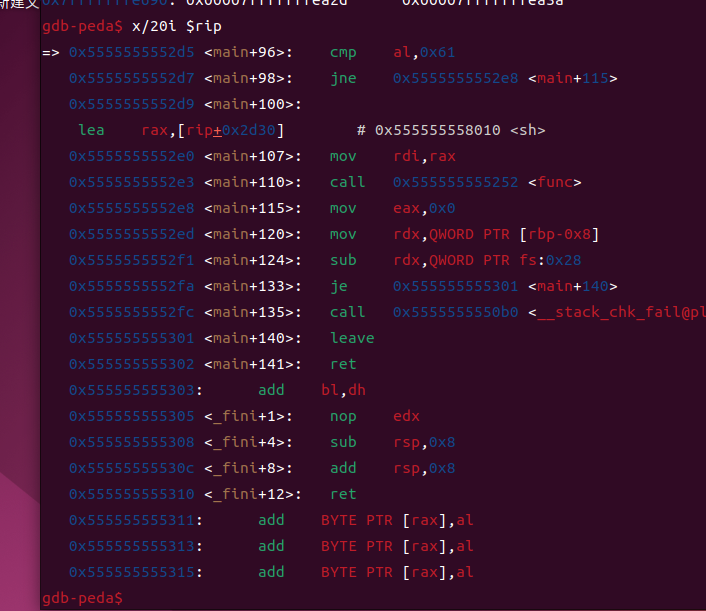 新建文
0x7fffffffe690: 0x00007fffffffea2d 0x00007fffffffea3a
gdb-peda$ x/20i $rip
=> 0x5555555552d5 <main+96>: cmp al,0x61
0x5555555552d7 <main+98>: jne 0x5555555552e8 <main+115>
0x5555555552d9 <main+100>:
lea rax,[rip+0x2d30] # 0x555555558010 <sh>
0x5555555552e0 <main+107>: mov rdi,rax
0x5555555552e3 <main+110>: call 0x555555555252 <func>
0x5555555552e8 <main+115>: mov eax,0x0
0x5555555552ed <main+120>: mov rdx,QWORD PTR [rbp-0x8]
0x5555555552f1 <main+124>: sub rdx,QWORD PTR fs:0x28
0x5555555552fa <main+133>: je 0x555555555301 <main+140>
0x5555555552fc <main+135>: call 0x5555555550b0 <__stack_chk_fail@pl
0x555555555301 <main+140>: leave
0x555555555302 <main+141>: ret
0x555555555303: add bl,dh
0x555555555305 <_fini+1>: nop edx
0x555555555308 <_fini+4>: sub rsp,0x8
0x55555555530c <_fini+8>: add rsp,0x8
0x555555555310 <_fini+12>: ret
0x555555555311: add BYTE PTR [rax],al
0x555555555313: add BYTE PTR [rax],al
0x555555555315: add BYTE PTR [rax],al
gdb-peda$